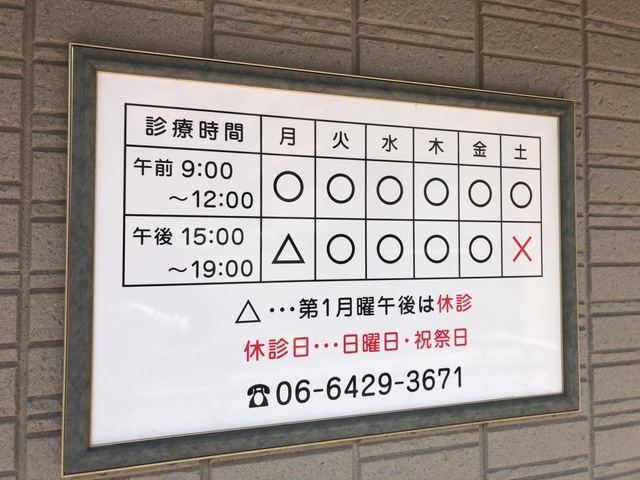 診療時間 月 火 水 木 金 土
午前 9:00
～12:00 ○ ○ ○ ○ ○ ○
午後 15:00
～19:00 △ ○ ○ ○ ○ ×
△…第1月曜午後は休診
休診日…日曜日・祝祭日
☎06-6429-3671